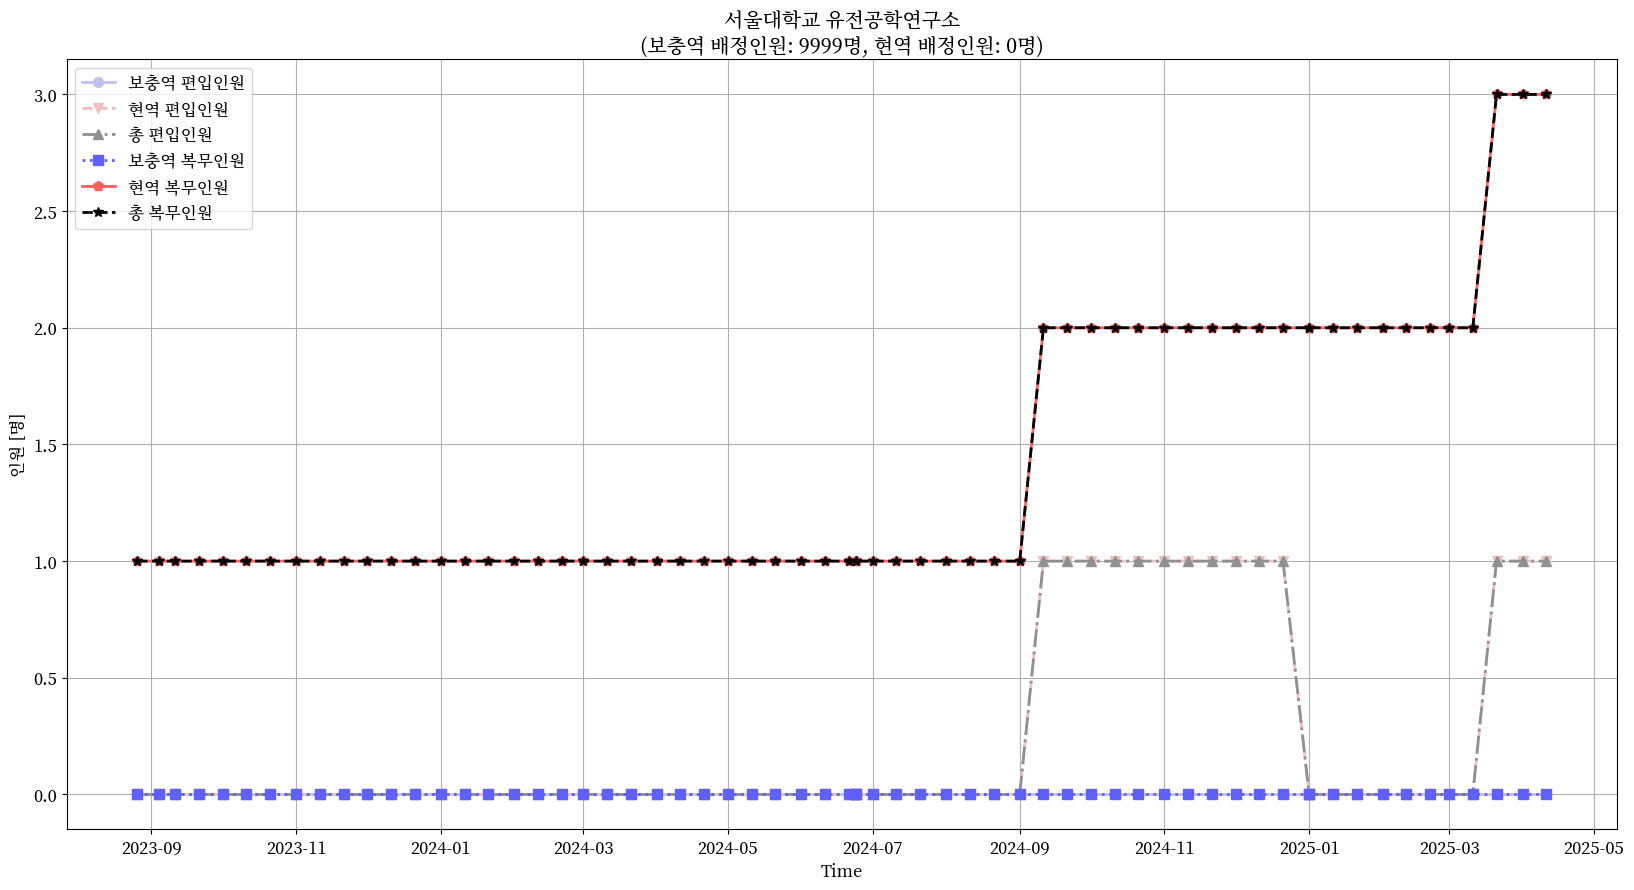 서울대학교 유전공학연구소
(보충역 배정인원: 9999명, 현역 배정인원: 0명)
보충역 편입인원
현역 편입인원
총 편입인원
보충역 복무인원
현역 복무인원
총 복무인원
3.0
2.5
2.0
1.5
1.0
0.5
0.0
인원 [명]
2023-09
2023-11
2024-01
2024-03
2024-05
2024-07
2024-09
2024-11
2025-01
2025-03
2025-05
Time